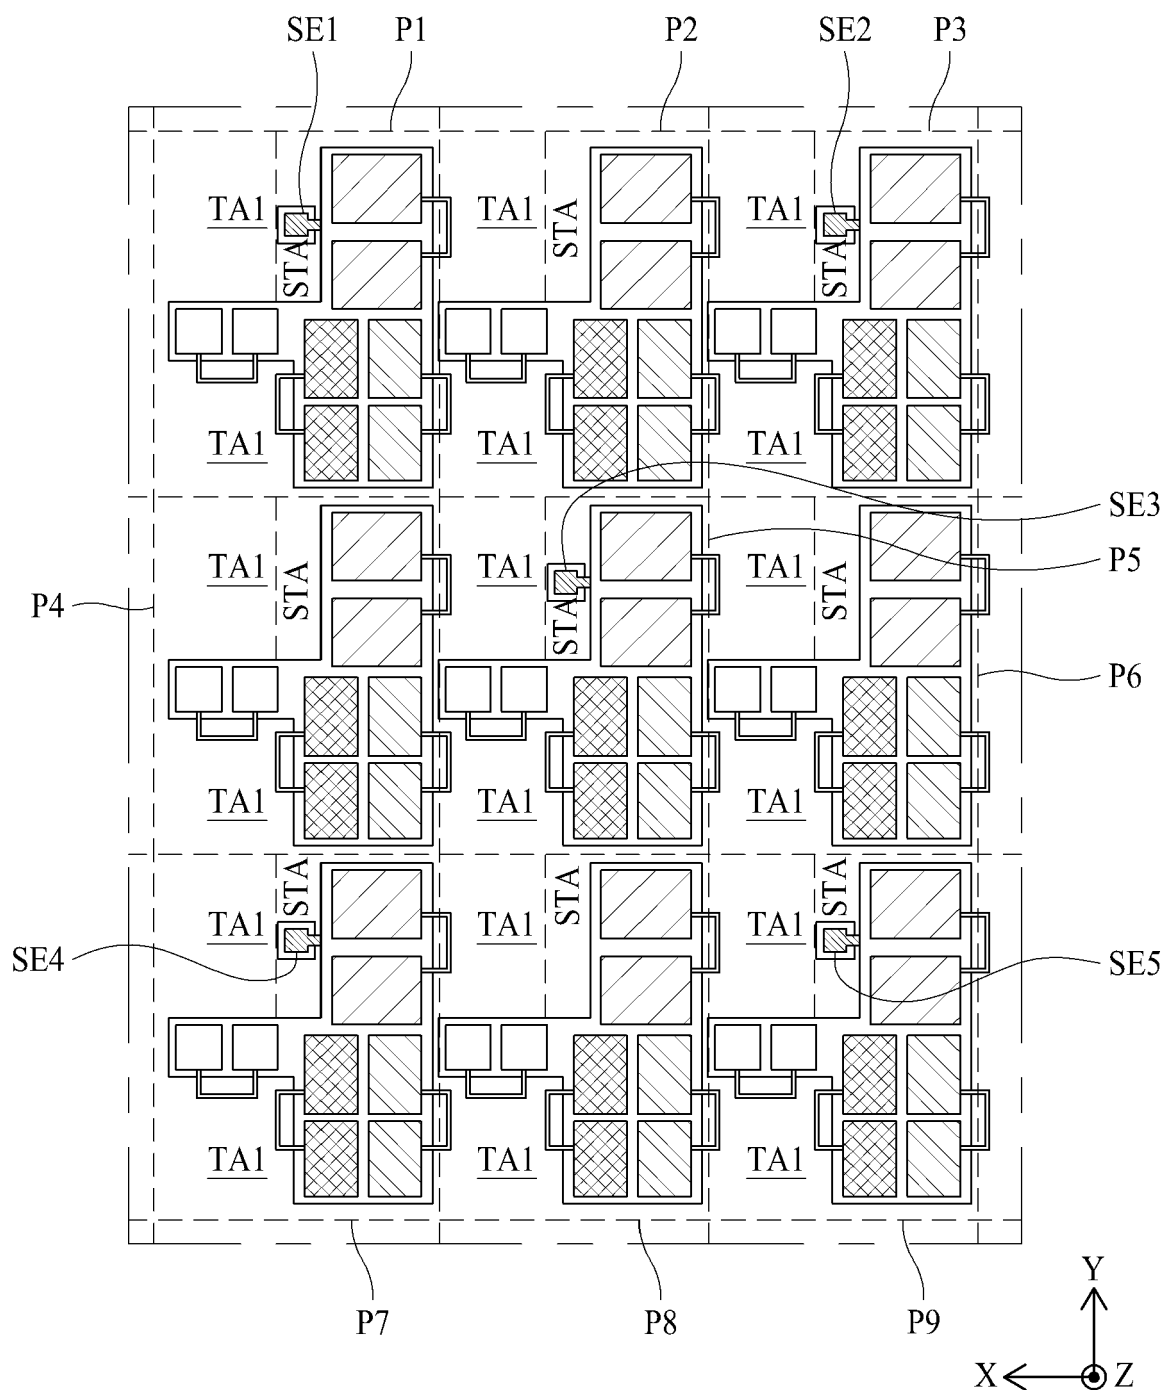 SE1 P1 P2 SE2 P3
TA1 TA1 STA TA1
STA STA
TA1 TA1 TA1
SE3
TA1 STA TA1 TA1 STA P5
P4 STA
P6
TA1 TA1 TA1
STA STA STA
TA1 TA1 TA1
SE4 SE5
TA1 TA1 TA1
P7 P8 P9
Y
X Z